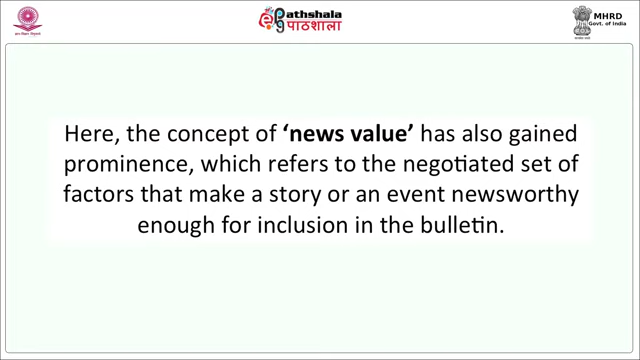 ePathshala
पाठशाला
MHRD
Govt. of India
Here, the concept of ‘news value’ has also gained
prominence, which refers to the negotiated set of
factors that make a story or an event newsworthy
enough for inclusion in the bulletin.